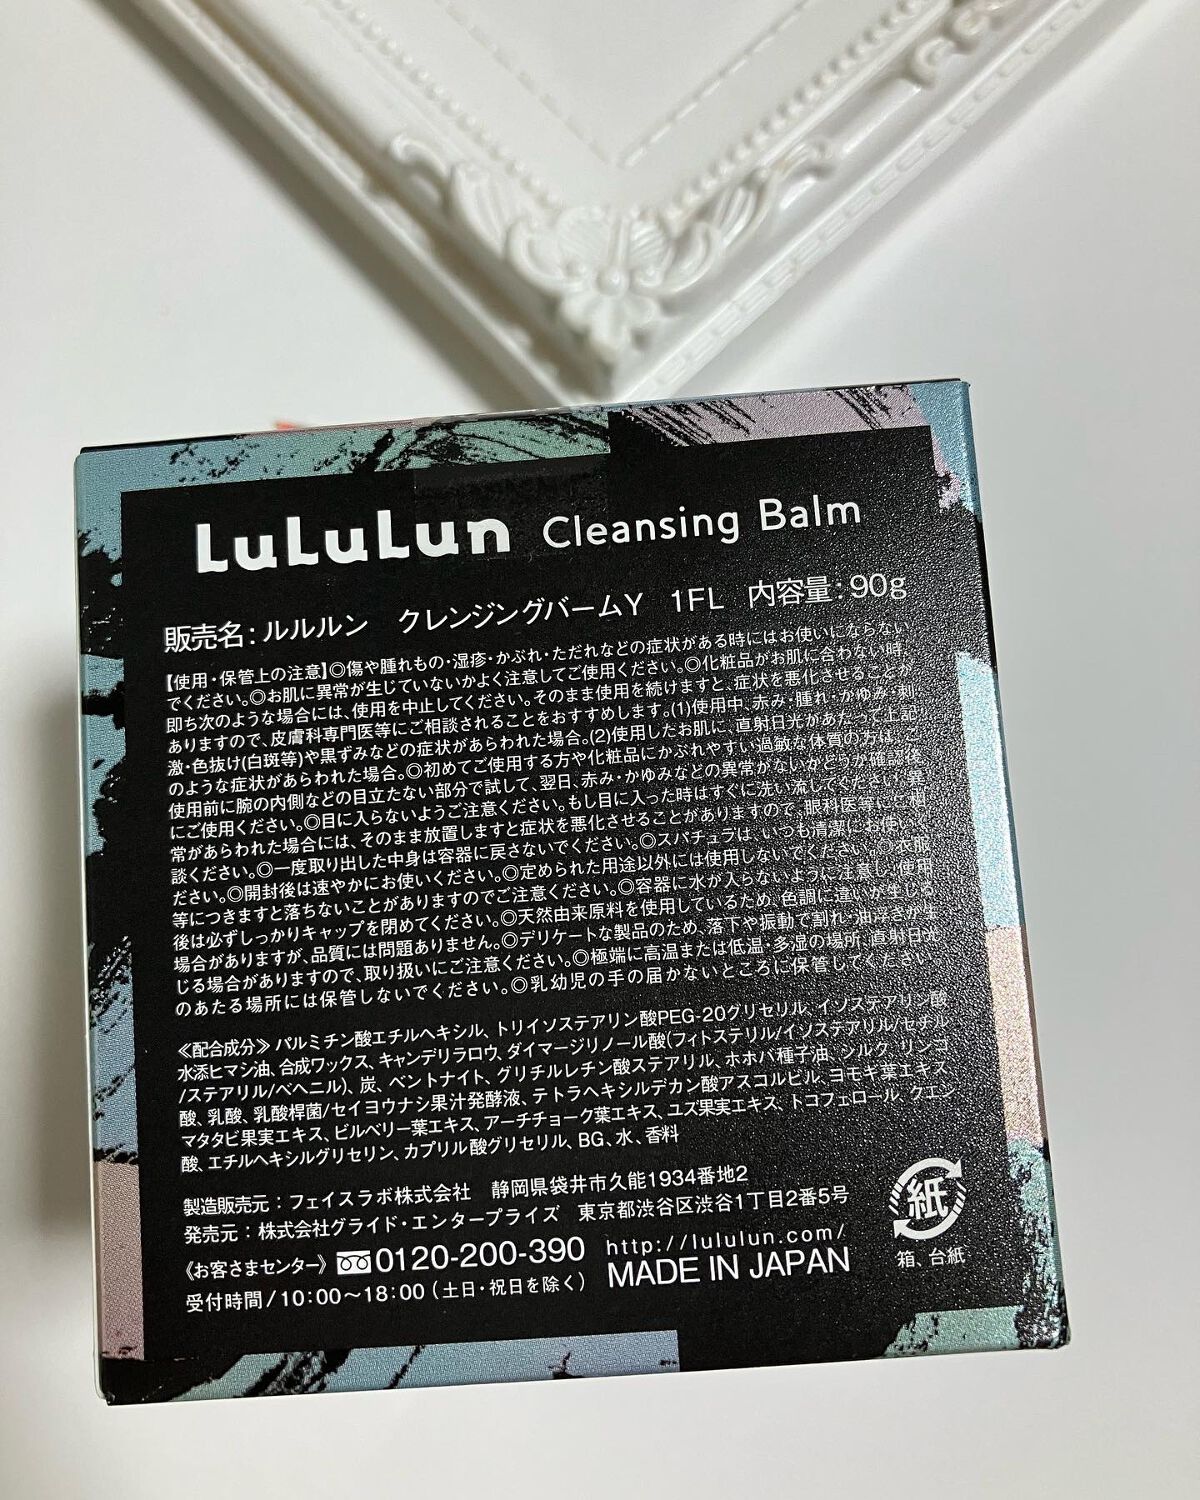 LuLuLun Cleansing Balm
販売名：ルルルン クレンジングバームY 1FL 内容量：90g
【使用・保管上の注意】◎傷や腫れもの・湿疹・かぶれ・ただれなどの症状がある時にはお使いにならない
でください。◎お肌に異常が生じていないかよく注意してご使用ください。◎化粧品がお肌に合わない時、
即ち次のような場合には、使用を中止してください。そのまま使用を続けますと、症状を悪化させることが
ありますので、皮膚科専門医等にご相談されることをおすすめします。(1)使用中、赤み・腫れ・かゆみ・刺
激・色抜け(白斑等)や黒ずみなどの症状があらわれた場合。(2)使用したお肌に、直射日光があたって上記
のような症状があらわれた場合。◎初めてご使用する方や化粧品にかぶれやすい過敏な体質の方は、ご
使用前に腕の内側などの目立たない部分で試して、翌日、赤み・かゆみなどの異常がないかどうか確認後
にご使用ください。◎目に入らないようご注意ください。もし目に入った時はすぐに洗い流してください。異
常があらわれた場合には、そのまま放置しますと症状を悪化させることがありますので、眼科医等にご相
談ください。◎一度取り出した中身は容器に戻さないでください。◎スパチュラは、いつも清潔にお使いく
ださい。◎開封後は速やかにお使いください。◎定められた用途以外には使用しないでください。◎衣服
等につきますと落ちないことがありますのでご注意ください。◎容器に水が入らないように注意し、使用
後は必ずしっかりキャップを閉めてください。◎天然由来原料を使用しているため、色調に違いが生じる
場合がありますが、品質には問題ありません。◎デリケートな製品のため、落下や振動で割れ・油浮きが生
じる場合がありますので、取り扱いにご注意ください。◎極端に高温または低温・多湿の場所、直射日光
のあたる場所には保管しないでください。◎乳幼児の手の届かないところに保管してください。
≪配合成分≫パルミチン酸エチルヘキシル、トリイソステアリン酸PEG-20グリセリル、イソステアリン酸
水添ヒマシ油、合成ワックス、キャンデリラロウ、ダイマージリノール酸(フィトステリル/イソステアリル/セチル
/ステアリル/ベヘニル)、炭、ベントナイト、グリチルレチン酸ステアリル、ホホバ種子油、シルク、リンゴ
酸、乳酸、乳酸桿菌/セイヨウナシ果汁発酵液、テトラヘキシルデカン酸アスコルビル、ヨモギ葉エキス、
マタタビ果実エキス、ビルベリー葉エキス、アーチチョーク葉エキス、ユズ果実エキス、トコフェロール、クエン
酸、エチルヘキシルグリセリン、カプリル酸グリセリル、BG、水、香料
製造販売元：フェイスラボ株式会社 静岡県袋井市久能1934番地2
発売元：株式会社グライド・エンタープライズ 東京都渋谷区渋谷1丁目2番5号
≪お客さまセンター≫ 0120-200-390 http://lululun.com/
受付時間/10:00～18:00（土日・祝日を除く） MADE IN JAPAN
紙
箱、台紙